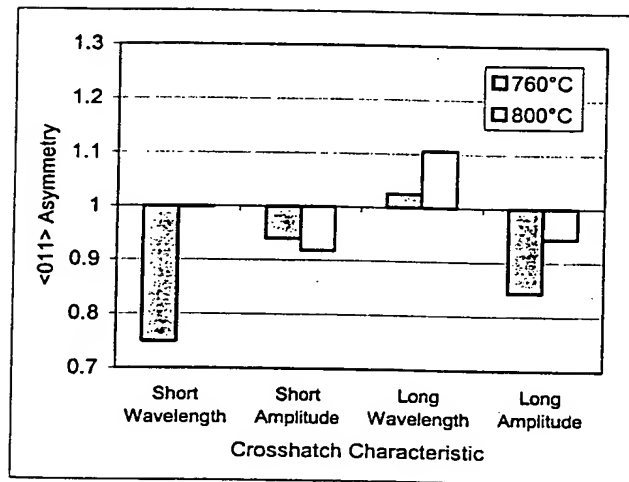 1.3
1.2
1.1
1
0.9
0.8
0.7
<011> Asymmetry
760°C
800°C
Short Wavelength
Short Amplitude
Long Wavelength
Long Amplitude
Crosshatch Characteristic